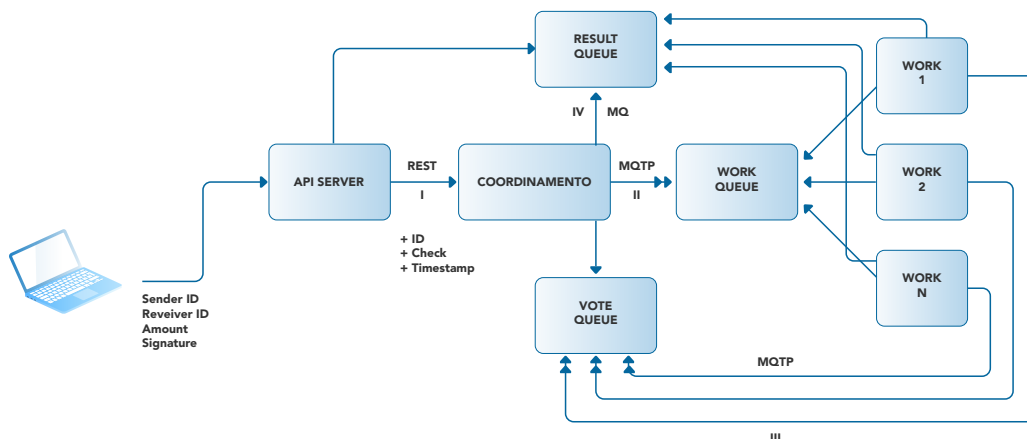 RESULT
QUEUE
WORK
1
IV
MQ
API SERVER
REST
I
COORDINAMENTO
MQTP
II
WORK
QUEUE
WORK
2
+ ID
+ Check
+ Timestamp
WORK
N
Sender ID
Reveiver ID
Amount
Signature
VOTE
QUEUE
MQTP
III